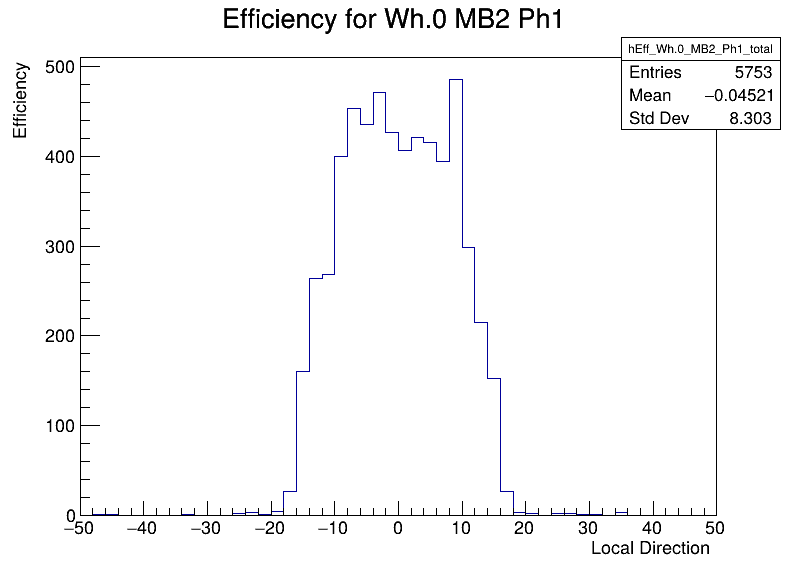 Efficiency for Wh.0 MB2 Ph1
hEff_Wh.0_MB2_Ph1_total
Entries 5753
Mean −0.04521
Std Dev 8.303
Efficiency
500
400
300
200
100
0
−50 −40 −30 −20 −10 0 10 20 30 40 50
Local Direction